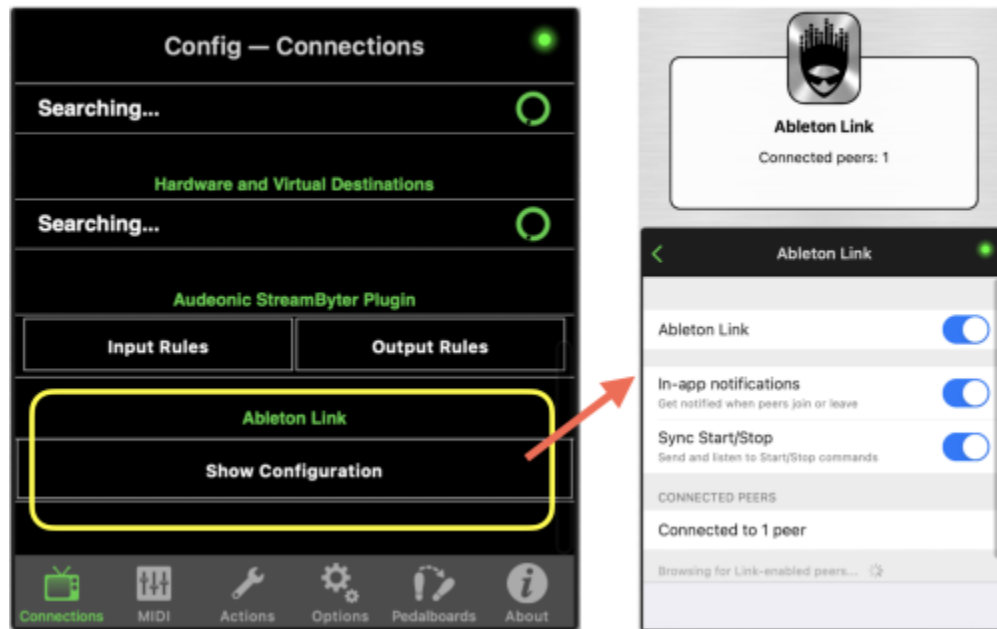 Config — Connections
Searching...
Hardware and Virtual Destinations
Searching...
Audeonic StreamByter Plugin
Input Rules
Output Rules
Ableton Link
Show Configuration
Connections
MIDI
Actions
Options
Pedalboards
About
Ableton Link
Connected peers: 1
Ableton Link
Ableton Link
In-app notifications
Get notified when peers join or leave
Sync Start/Stop
Send and listen to Start/Stop commands
CONNECTED PEERS
Connected to 1 peer
Browsing for Link-enabled peers...